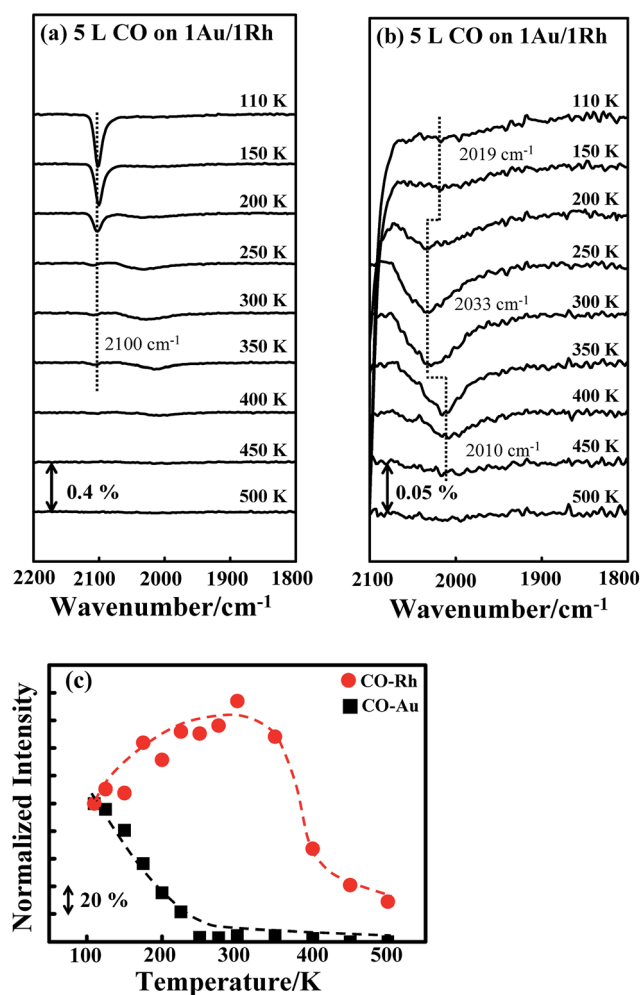 (a) 5 L CO on 1Au/1Rh
110 K
150 K
200 K
250 K
300 K
2100 cm⁻¹
350 K
400 K
450 K
0.4 %
500 K
2200 2100 2000 1900 1800
Wavenumber/cm⁻¹
(b) 5 L CO on 1Au/1Rh
110 K
2019 cm⁻¹
150 K
200 K
250 K
2033 cm⁻¹
300 K
350 K
400 K
2010 cm⁻¹
450 K
0.05 %
500 K
2100 2000 1900 1800
Wavenumber/cm⁻¹
(c)
CO-Rh
CO-Au
Normalized Intensity
20 %
100 200 300 400 500
Temperature/K